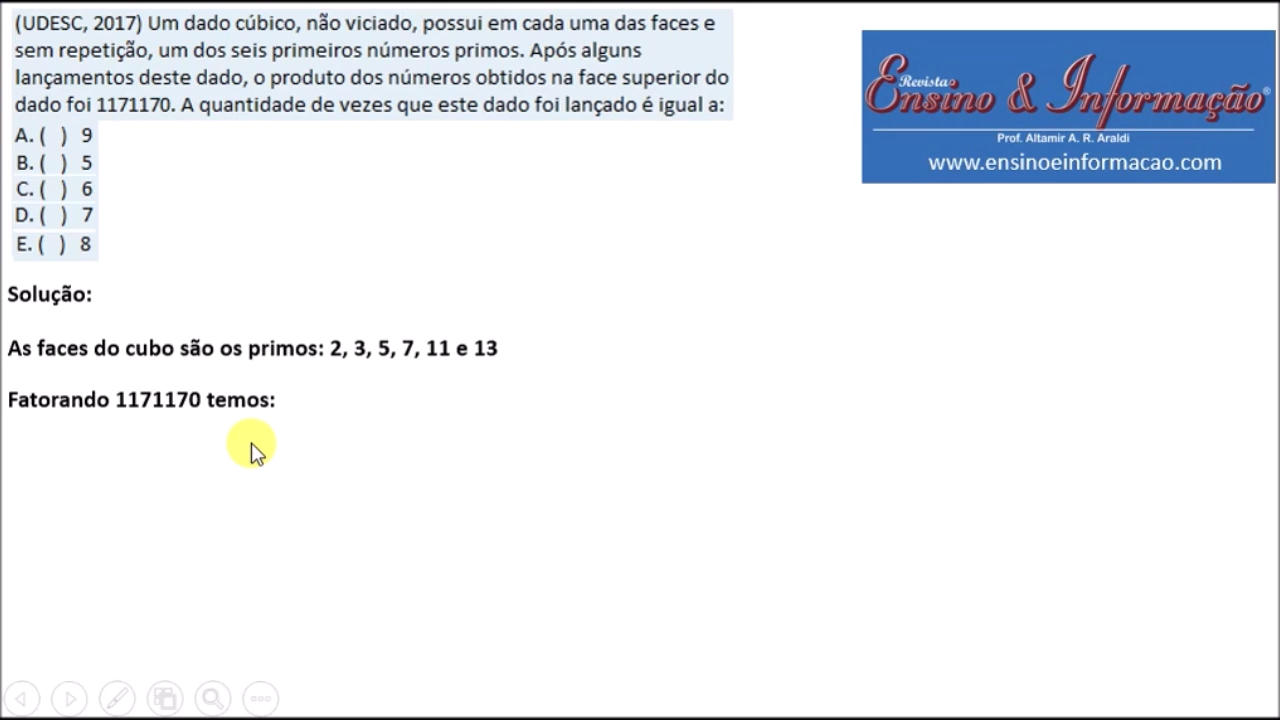 (UDESC, 2017) Um dado cúbico, não viciado, possui em cada uma das faces e
sem repetição, um dos seis primeiros números primos. Após alguns
lançamentos deste dado, o produto dos números obtidos na face superior do
dado foi 1171170. A quantidade de vezes que este dado foi lançado é igual a:
A. ( ) 9
B. ( ) 5
C. ( ) 6
D. ( ) 7
E. ( ) 8
Revista
Ensino & Informação®
Prof. Altamir A. R. Araldi
www.ensinoeinformacao.com
Solução:
As faces do cubo são os primos: 2, 3, 5, 7, 11 e 13
Fatorando 1171170 temos: